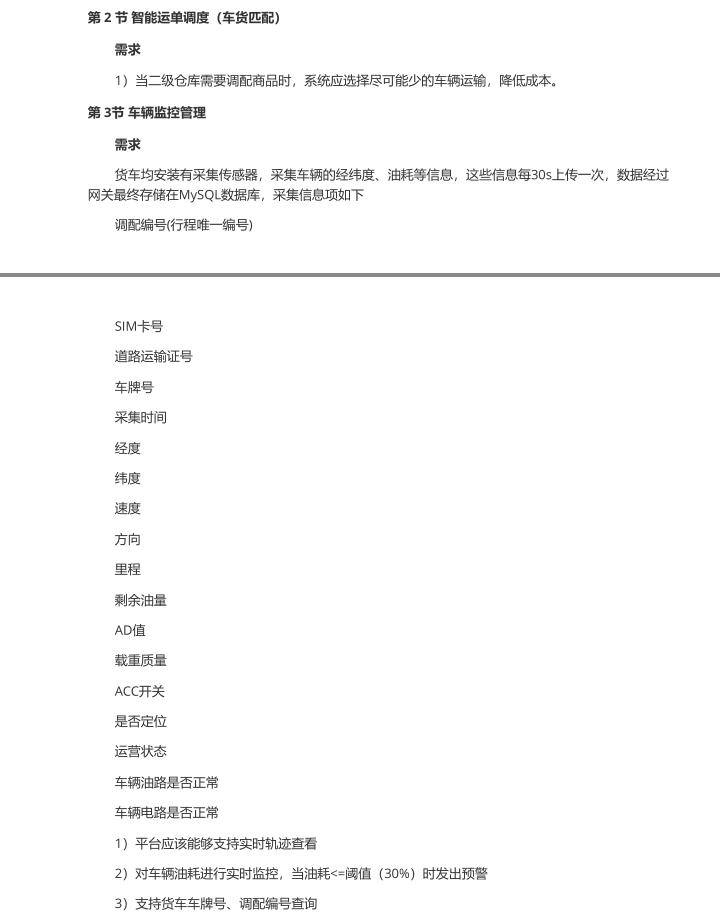 第 2 节 智能运单调度（车货匹配）
需求
1）当二级仓库需要调配商品时，系统应选择尽可能少的车辆运输，降低成本。
第 3节 车辆监控管理
需求
货车均安装有采集传感器，采集车辆的经纬度、油耗等信息，这些信息每30s上传一次，数据经过
网关最终存储在MySQL数据库，采集信息项如下
调配编号(行程唯一编号)
SIM卡号
道路运输证号
车牌号
采集时间
经度
纬度
速度
方向
里程
剩余油量
AD值
载重质量
ACC开关
是否定位
运营状态
车辆油路是否正常
车辆电路是否正常
1）平台应该能够支持实时轨迹查看
2）对车辆油耗进行实时监控，当油耗<=阈值（30%）时发出预警
3）支持货车车牌号、调配编号查询